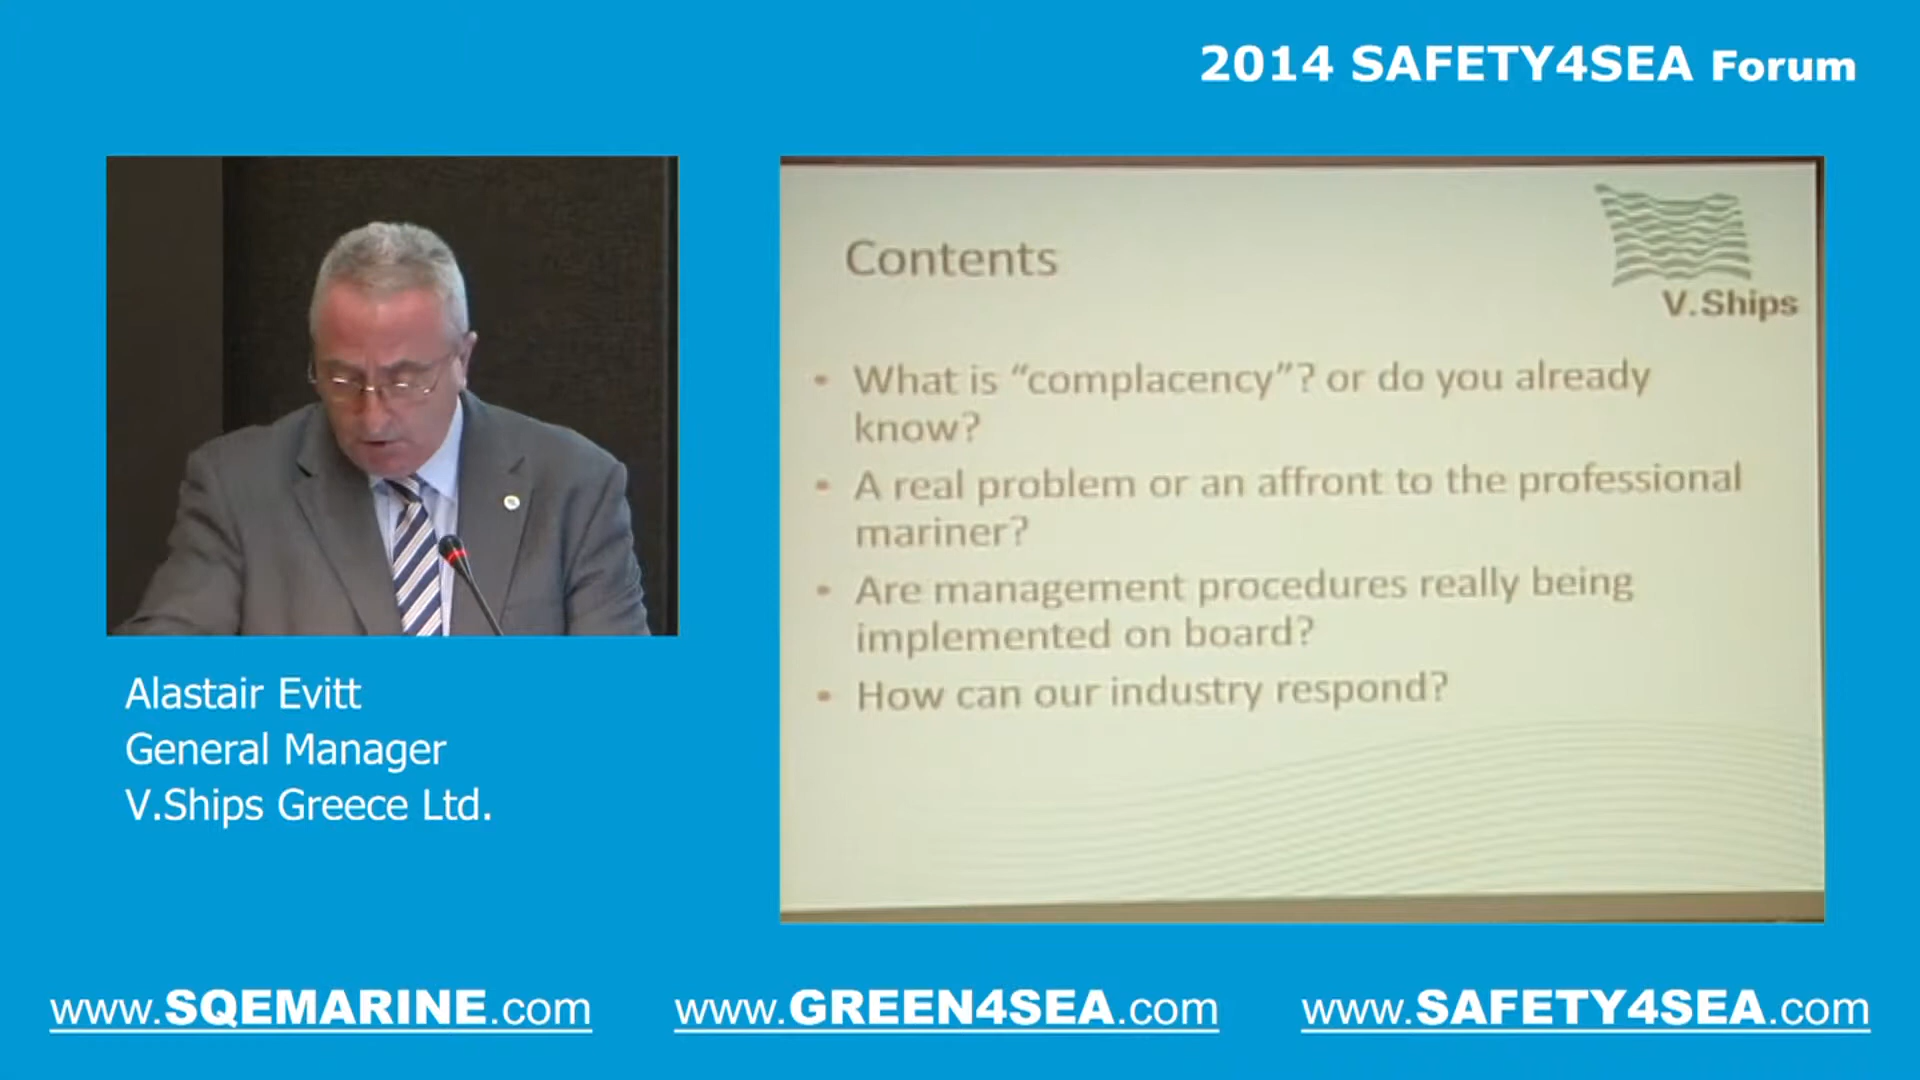 2014 SAFETY4SEA Forum
Contents
V.Ships
• What is “complacency”? or do you already
know?
• A real problem or an affront to the professional
mariner?
• Are management procedures really being
implemented on board?
• How can our industry respond?
Alastair Evitt
General Manager
V.Ships Greece Ltd.
www.SQEMARINE.com
www.GREEN4SEA.com
www.SAFETY4SEA.com